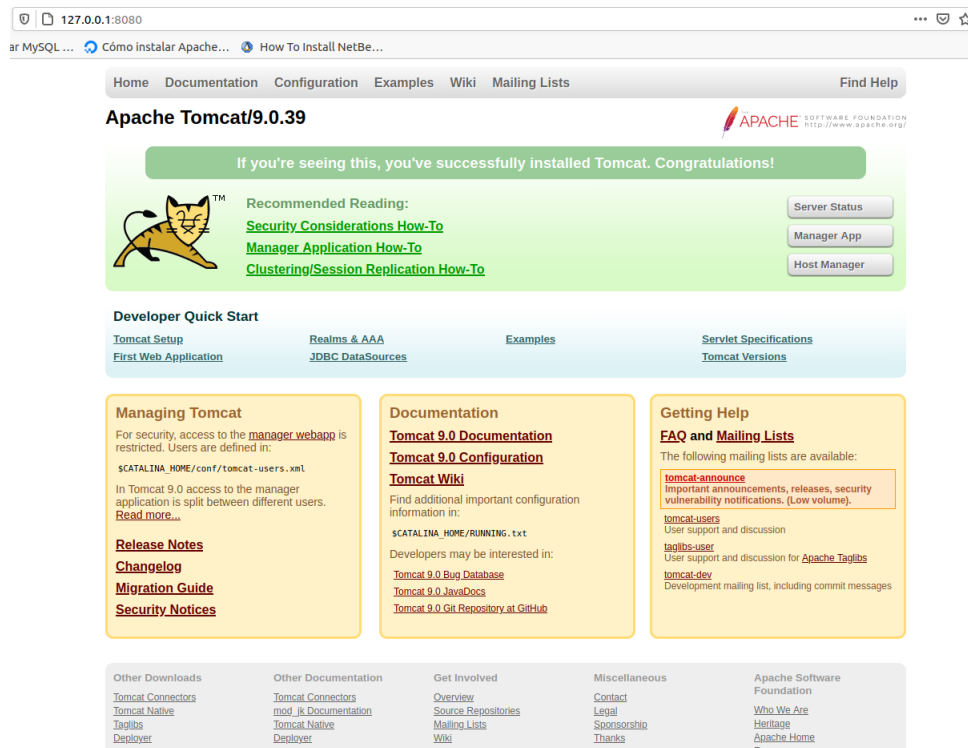 127.0.0.1:8080
ar MySQL ... Cómo instalar Apache... How To Install NetBe...
Home Documentation Configuration Examples Wiki Mailing Lists Find Help
Apache Tomcat/9.0.39
APACHE SOFTWARE FOUNDATION
http://www.apache.org/
If you're seeing this, you've successfully installed Tomcat. Congratulations!
TM
Recommended Reading:
Security Considerations How-To
Manager Application How-To
Clustering/Session Replication How-To
Server Status
Manager App
Host Manager
Developer Quick Start
Tomcat Setup
First Web Application
Realms & AAA
JDBC DataSources
Examples
Servlet Specifications
Tomcat Versions
Managing Tomcat
For security, access to the manager webapp is
restricted. Users are defined in:
$CATALINA_HOME/conf/tomcat-users.xml
In Tomcat 9.0 access to the manager
application is split between different users.
Read more...
Release Notes
Changelog
Migration Guide
Security Notices
Documentation
Tomcat 9.0 Documentation
Tomcat 9.0 Configuration
Tomcat Wiki
Find additional important configuration
information in:
$CATALINA_HOME/RUNNING.txt
Developers may be interested in:
Tomcat 9.0 Bug Database
Tomcat 9.0 JavaDocs
Tomcat 9.0 Git Repository at GitHub
Getting Help
FAQ and Mailing Lists
The following mailing lists are available:
tomcat-announce
Important announcements, releases, security
vulnerability notifications. (Low volume).
tomcat-users
User support and discussion
taglibs-user
User support and discussion for Apache Taglibs
tomcat-dev
Development mailing list, including commit messages
Other Downloads
Tomcat Connectors
Tomcat Native
Taglibs
Deployer
Other Documentation
Tomcat Connectors
mod_jk Documentation
Tomcat Native
Deployer
Get Involved
Overview
Source Repositories
Mailing Lists
Wiki
Miscellaneous
Contact
Legal
Sponsorship
Thanks
Apache Software
Foundation
Who We Are
Heritage
Apache Home